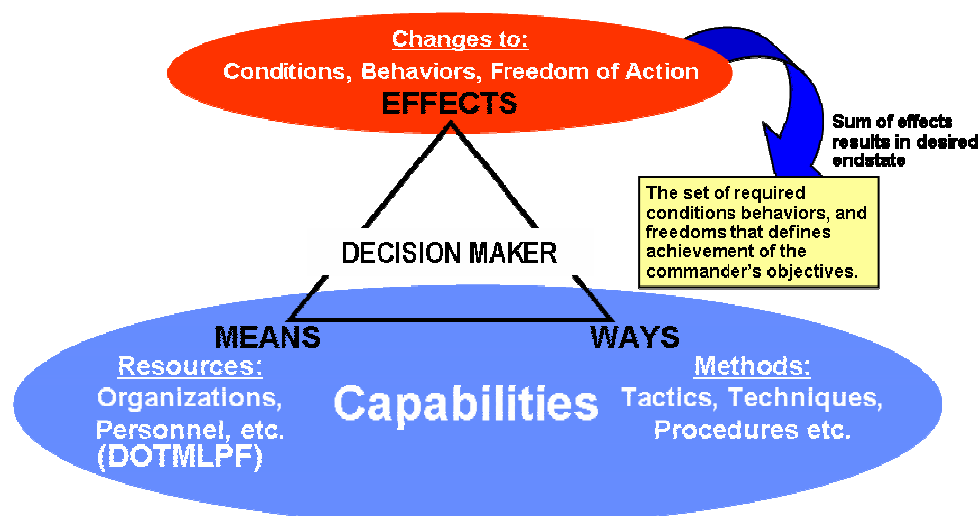 Changes to:
Conditions, Behaviors, Freedom of Action
EFFECTS
Sum of effects
results in desired
endstate
The set of required
conditions behaviors, and
freedoms that defines
achievement of the
commander's objectives.
DECISION MAKER
MEANS
WAYS
Resources:
Organizations,
Personnel, etc.
(DOTMLPF)
Capabilities
Methods:
Tactics, Techniques,
Procedures etc.